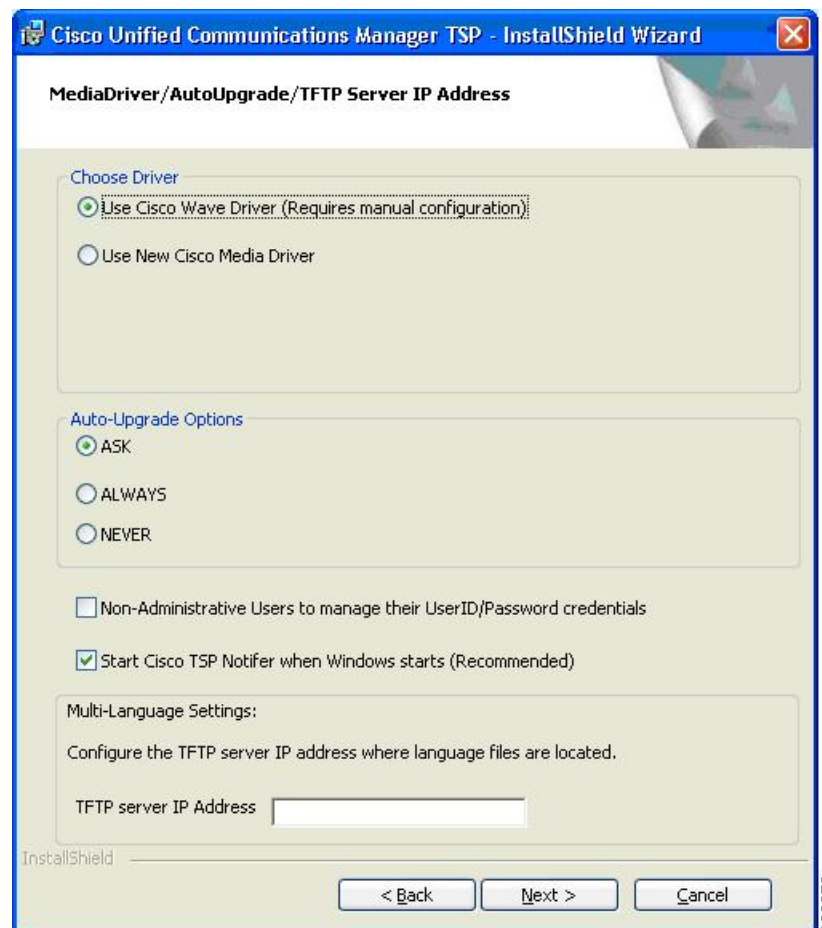 Cisco Unified Communications Manager TSP - InstallShield Wizard
MediaDriver/AutoUpgrade/TFTP Server IP Address
Choose Driver
Use Cisco Wave Driver (Requires manual configuration)
Use New Cisco Media Driver
Auto-Upgrade Options
ASK
ALWAYS
NEVER
Non-Administrative Users to manage their UserID/Password credentials
Start Cisco TSP Notifer when Windows starts (Recommended)
Multi-Language Settings:
Configure the TFTP server IP address where language files are located.
TFTP server IP Address
InstallShield
< Back
Next >
Cancel